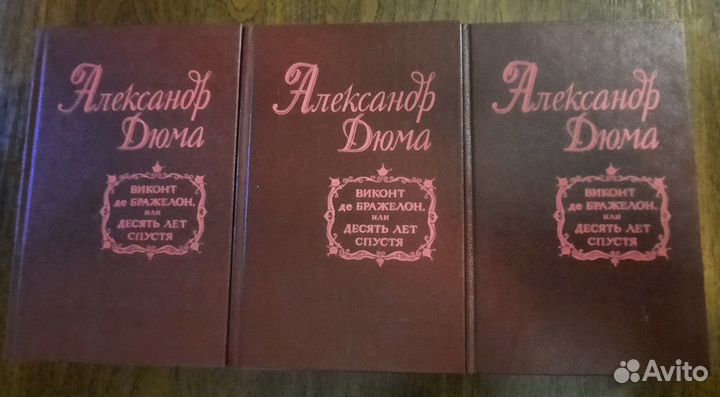 Александр
Дюма
ВИКОНТ
де БРАЖЕЛОН,
или
ДЕСЯТЬ ЛЕТ
СПУСТЯ
Александр
Дюма
ВИКОНТ
де БРАЖЕЛОН,
или
ДЕСЯТЬ ЛЕТ
СПУСТЯ
Александр
Дюма
ВИКОНТ
де БРАЖЕЛОН,
или
ДЕСЯТЬ ЛЕТ
СПУСТЯ
Avito